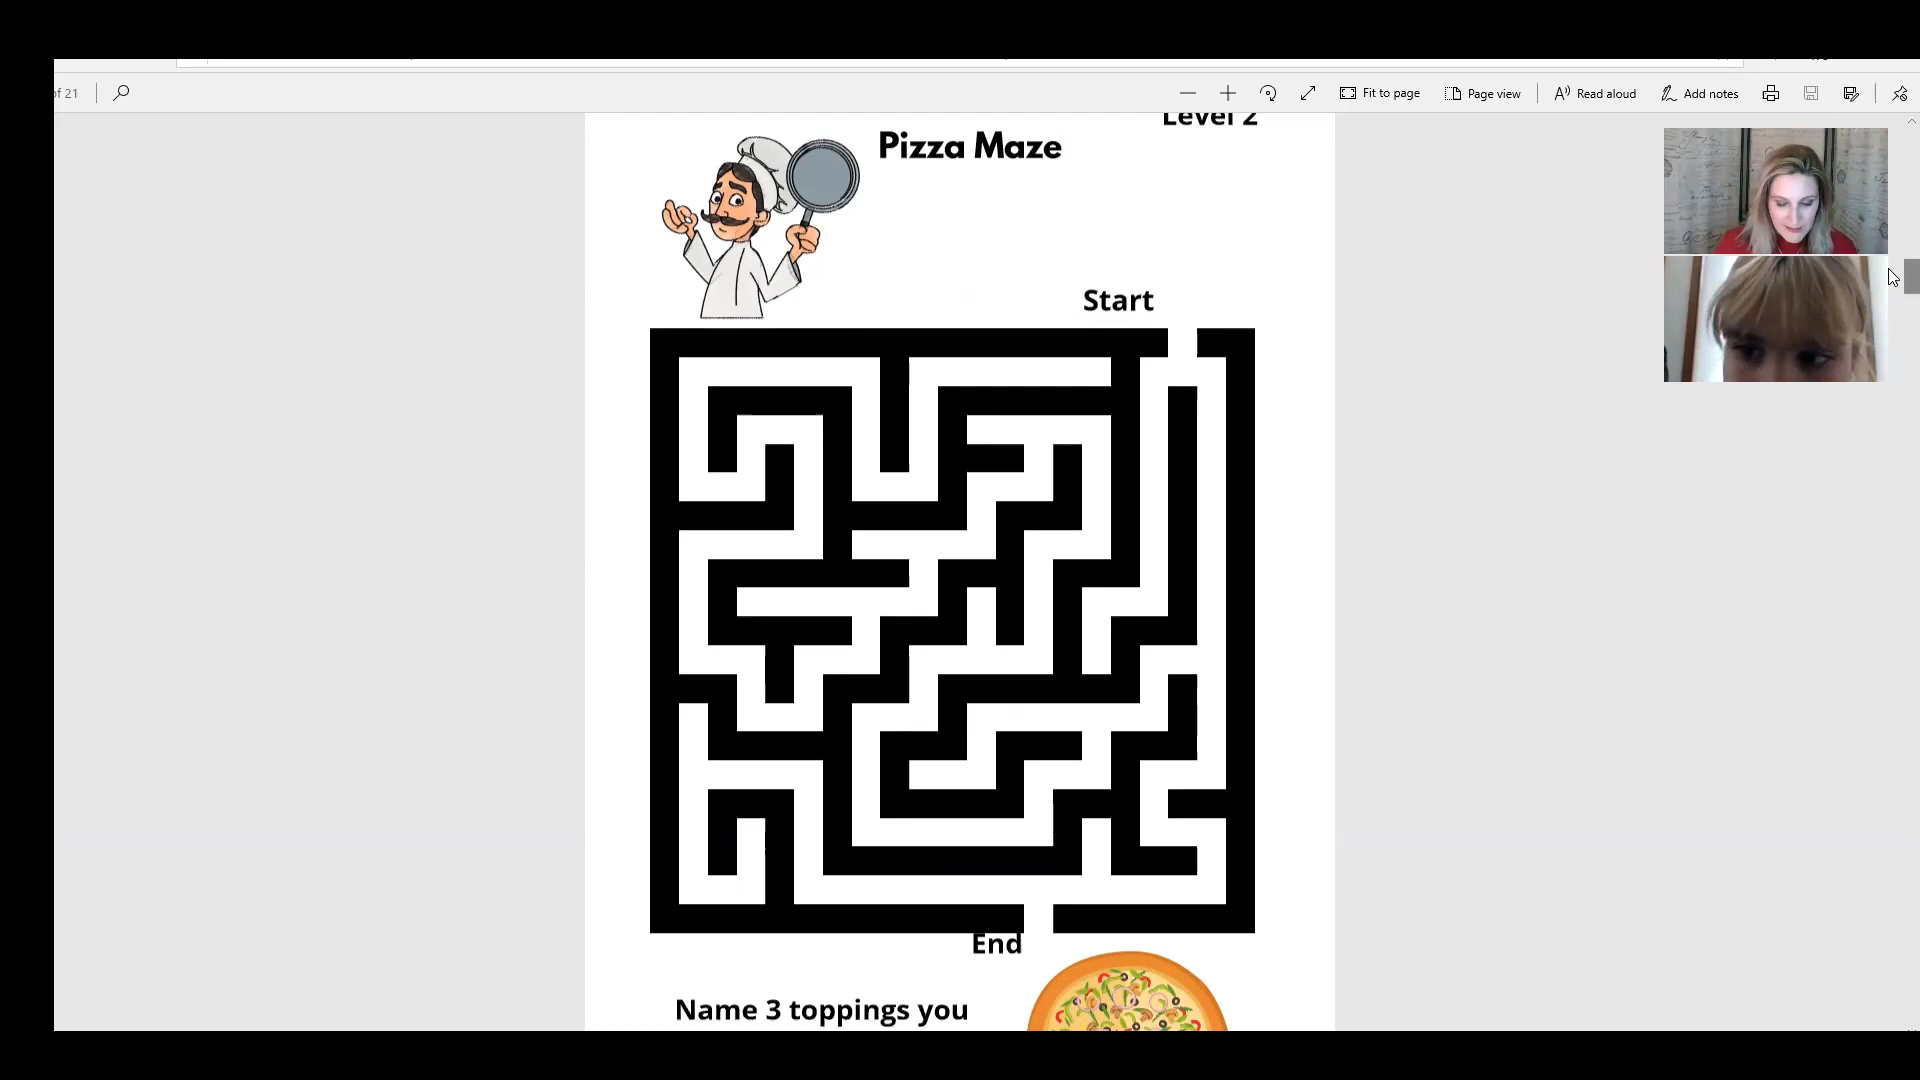 of 21
Fit to page
Page view
Read aloud
Add notes
Level 2
Pizza Maze
Start
End
Name 3 toppings you